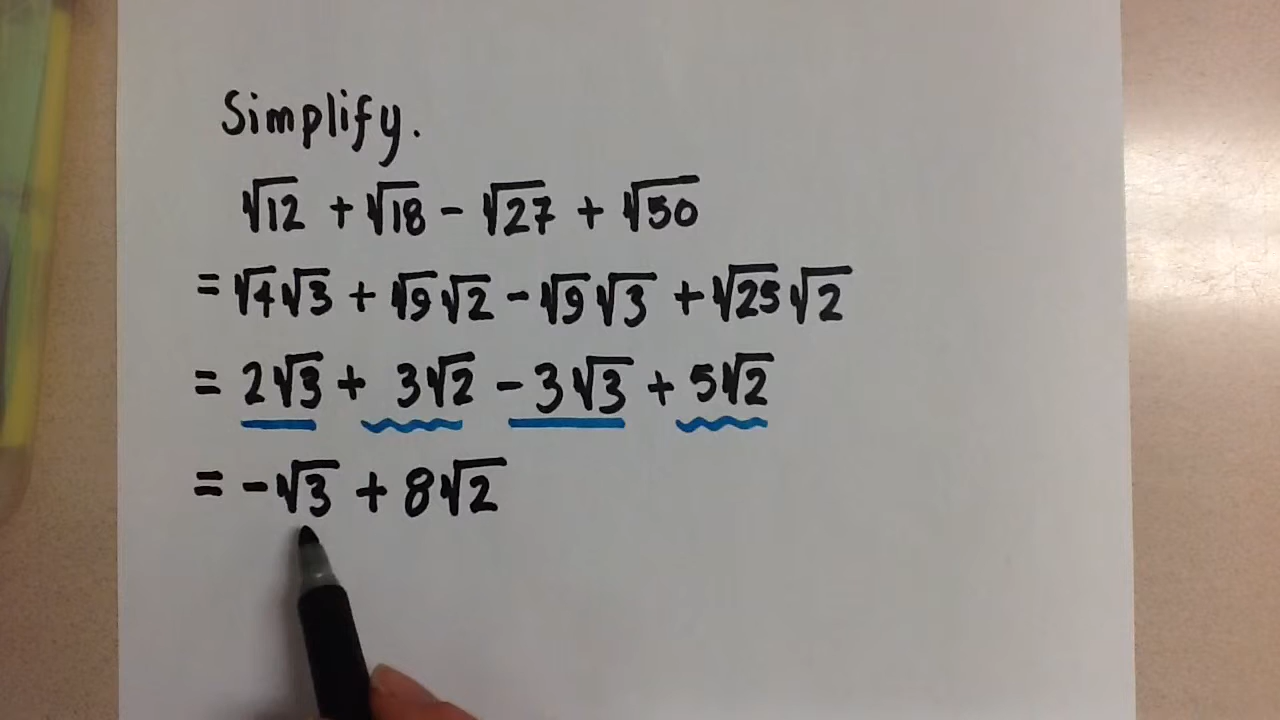 Simplify.
√12 + √18 - √27 + √50
= √4√3 + √9√2 - √9√3 + √25√2
= 2√3 + 3√2 - 3√3 + 5√2
= -√3 + 8√2